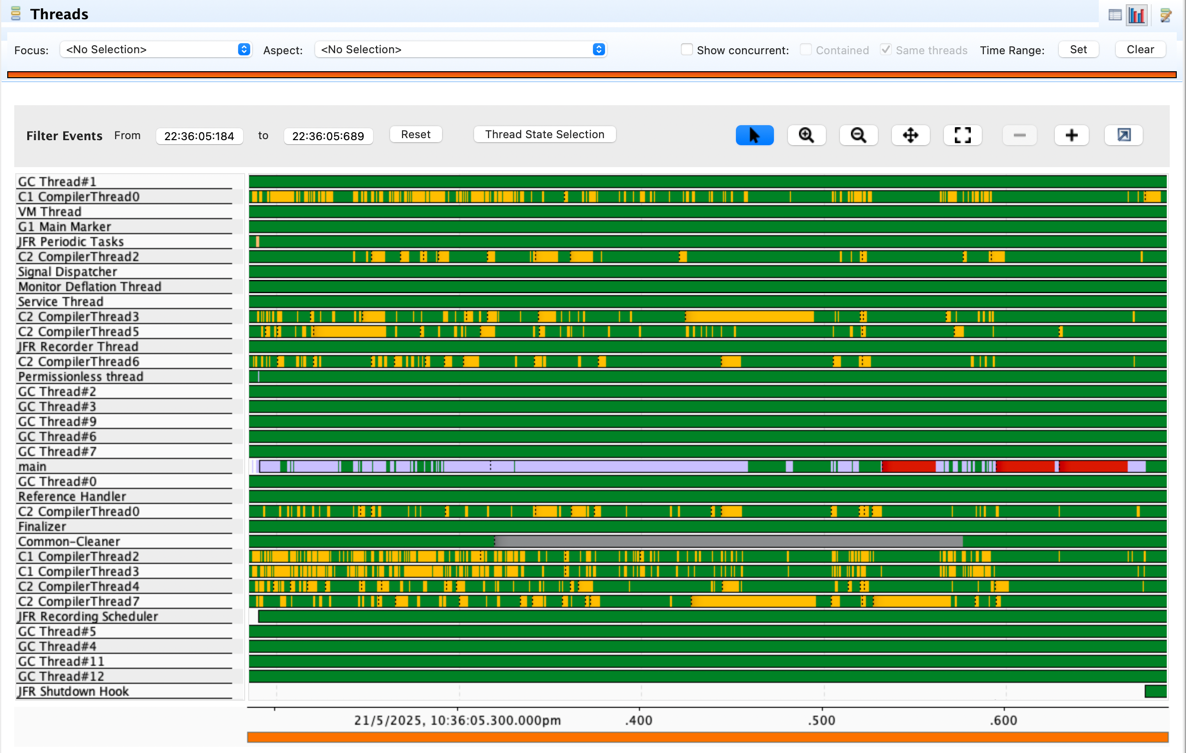 Threads
Focus: <No Selection> Aspect: <No Selection> Show concurrent: Contained Same threads Time Range: Set Clear
Filter Events From 22:36:05:184 to 22:36:05:689 Reset Thread State Selection
GC Thread#1
C1 CompilerThread0
VM Thread
G1 Main Marker
JFR Periodic Tasks
C2 CompilerThread2
Signal Dispatcher
Monitor Deflation Thread
Service Thread
C2 CompilerThread3
C2 CompilerThread5
JFR Recorder Thread
C2 CompilerThread6
Permissionless thread
GC Thread#2
GC Thread#3
GC Thread#9
GC Thread#6
GC Thread#7
main
GC Thread#0
Reference Handler
C2 CompilerThread0
Finalizer
Common-Cleaner
C1 CompilerThread2
C1 CompilerThread3
C2 CompilerThread4
C2 CompilerThread7
JFR Recording Scheduler
GC Thread#5
GC Thread#4
GC Thread#11
GC Thread#12
JFR Shutdown Hook
21/5/2025, 10:36:05.300.000pm .400 .500 .600